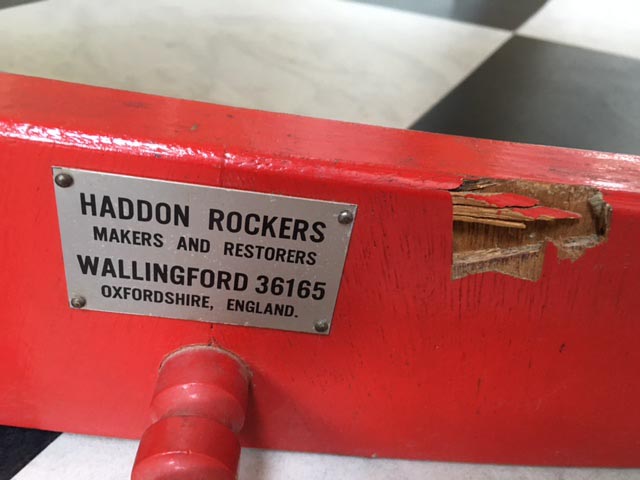 HADDON ROCKERS
MAKERS AND RESTORERS
WALLINGFORD 36165
OXFORDSHIRE, ENGLAND.